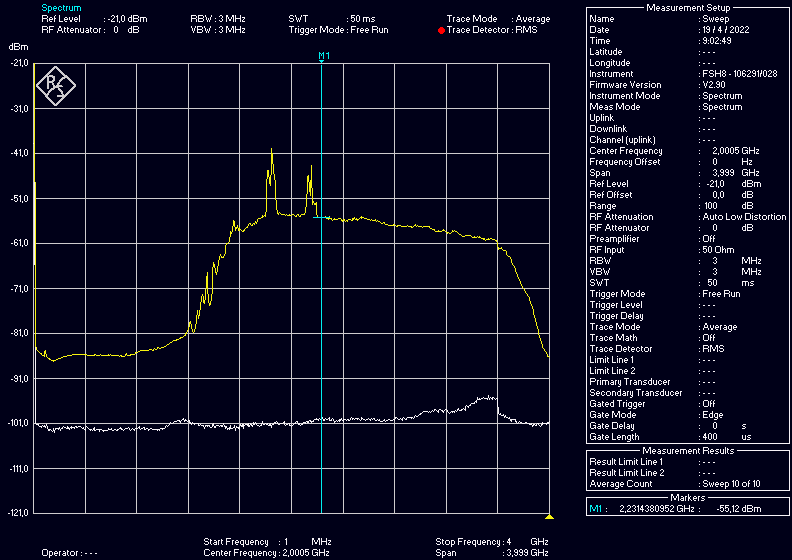 Spectrum
Ref Level : -21,0 dBm RBW : 3 MHz SWT : 50 ms Trace Mode : Average
RF Attenuator : 0 dB VBW : 3 MHz Trigger Mode : Free Run Trace Detector : RMS
dBm
M1
-21,0
R S
-31,0
-41,0
-51,0
-61,0
-71,0
-81,0
-91,0
-101,0
-111,0
-121,0
Start Frequency : 1 MHz Stop Frequency : 4 GHz
Operator : --- Center Frequency : 2,0005 GHz Span : 3,999 GHz
Measurement Setup
Name : Sweep
Date : 19 / 4 / 2022
Time : 9:02:49
Latitude : ---
Longitude : ---
Instrument : FSH8 - 106291/028
Firmware Version : V2.90
Instrument Mode : Spectrum
Meas Mode : Spectrum
Uplink : ---
Downlink : ---
Channel (uplink) : ---
Center Frequency : 2,0005 GHz
Frequency Offset : 0 Hz
Span : 3,999 GHz
Ref Level : -21,0 dBm
Ref Offset : 0,0 dB
Range : 100 dB
RF Attenuation : Auto Low Distortion
RF Attenuator : 0 dB
Preamplifier : Off
RF Input : 50 Ohm
RBW : 3 MHz
VBW : 3 MHz
SWT : 50 ms
Trigger Mode : Free Run
Trigger Level : ---
Trigger Delay : ---
Trace Mode : Average
Trace Math : Off
Trace Detector : RMS
Limit Line 1 : ---
Limit Line 2 : ---
Primary Transducer : ---
Secondary Transducer : ---
Gated Trigger : Off
Gate Mode : Edge
Gate Delay : 0 s
Gate Length : 400 us
Measurement Results
Result Limit Line 1 : ---
Result Limit Line 2 : ---
Average Count : Sweep 10 of 10
Markers
M1 : 2,2314380952 GHz : -55,12 dBm